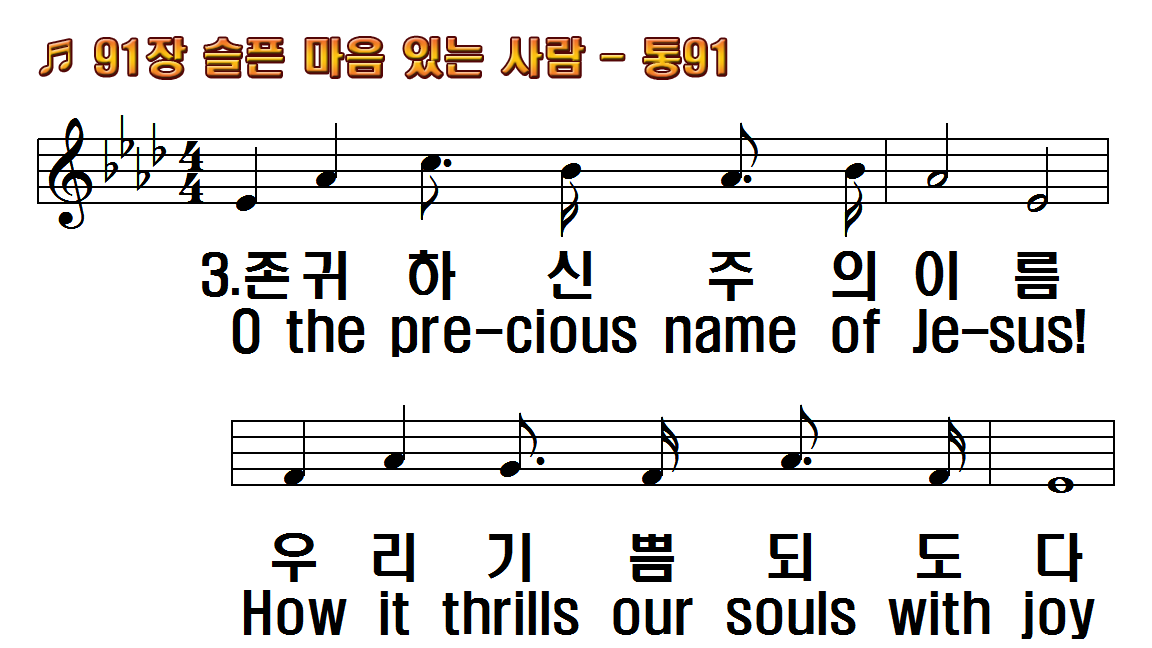 ♬ 91장 슬픈 마음 있는 사람 - 통91
3.존귀 하 신 주 의 이 름
O the pre-cious name of Je-sus!
우 리 기 쁨 되 도 다
How it thrills our souls with joy